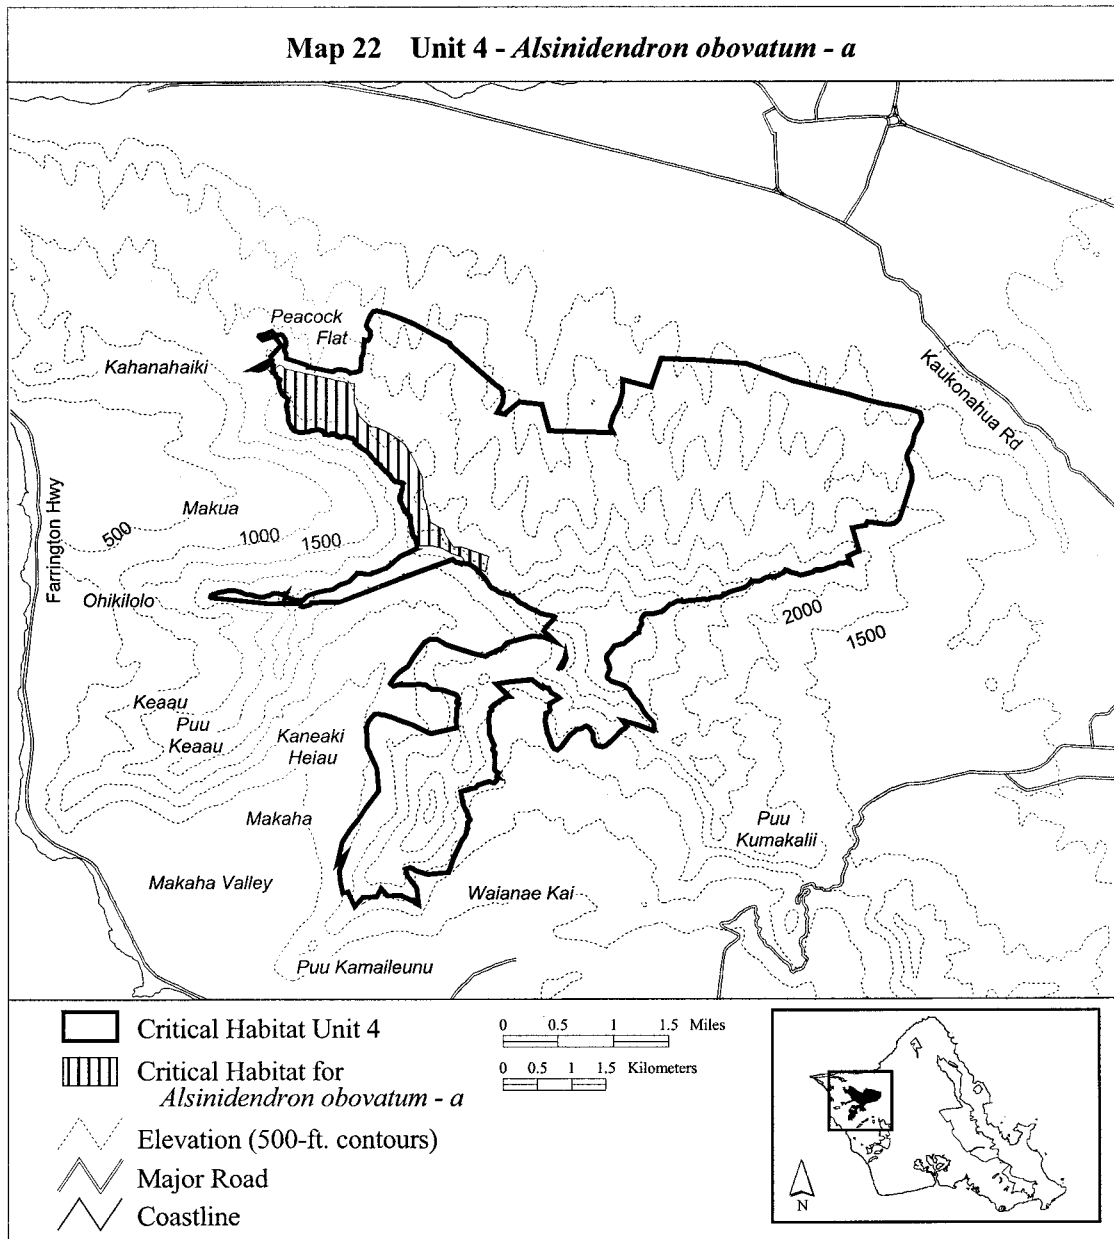 Map 22 Unit 4 - Alsinidendron obovatum - a
Peacock
Flat
Kahanahaiki
Kaukonahua Rd
Farrington Hwy
Makua
500
1000
1500
Ohikilolo
2000
1500
Keaau
Puu
Keaau
Kaneaki
Heiau
Makaha
Puu
Kumakalii
Makaha Valley
Waianae Kai
Puu Kamaileunu
Critical Habitat Unit 4
Critical Habitat for
Alsinidendron obovatum - a
Elevation (500-ft. contours)
Major Road
Coastline
0 0.5 1 1.5 Miles
0 0.5 1 1.5 Kilometers
N